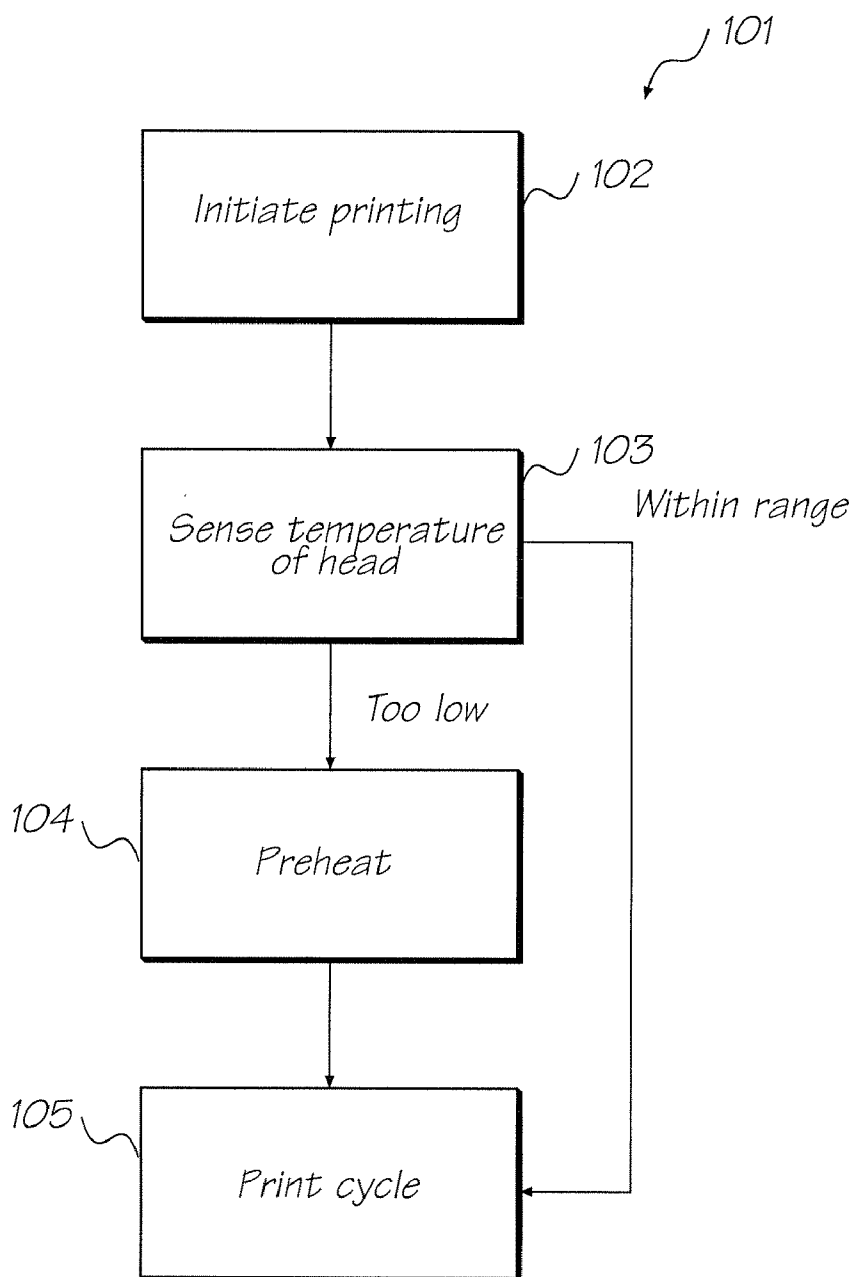 101
Initiate printing
102
Sense temperature
of head
103
Within range
Too low
104
Preheat
105
Print cycle